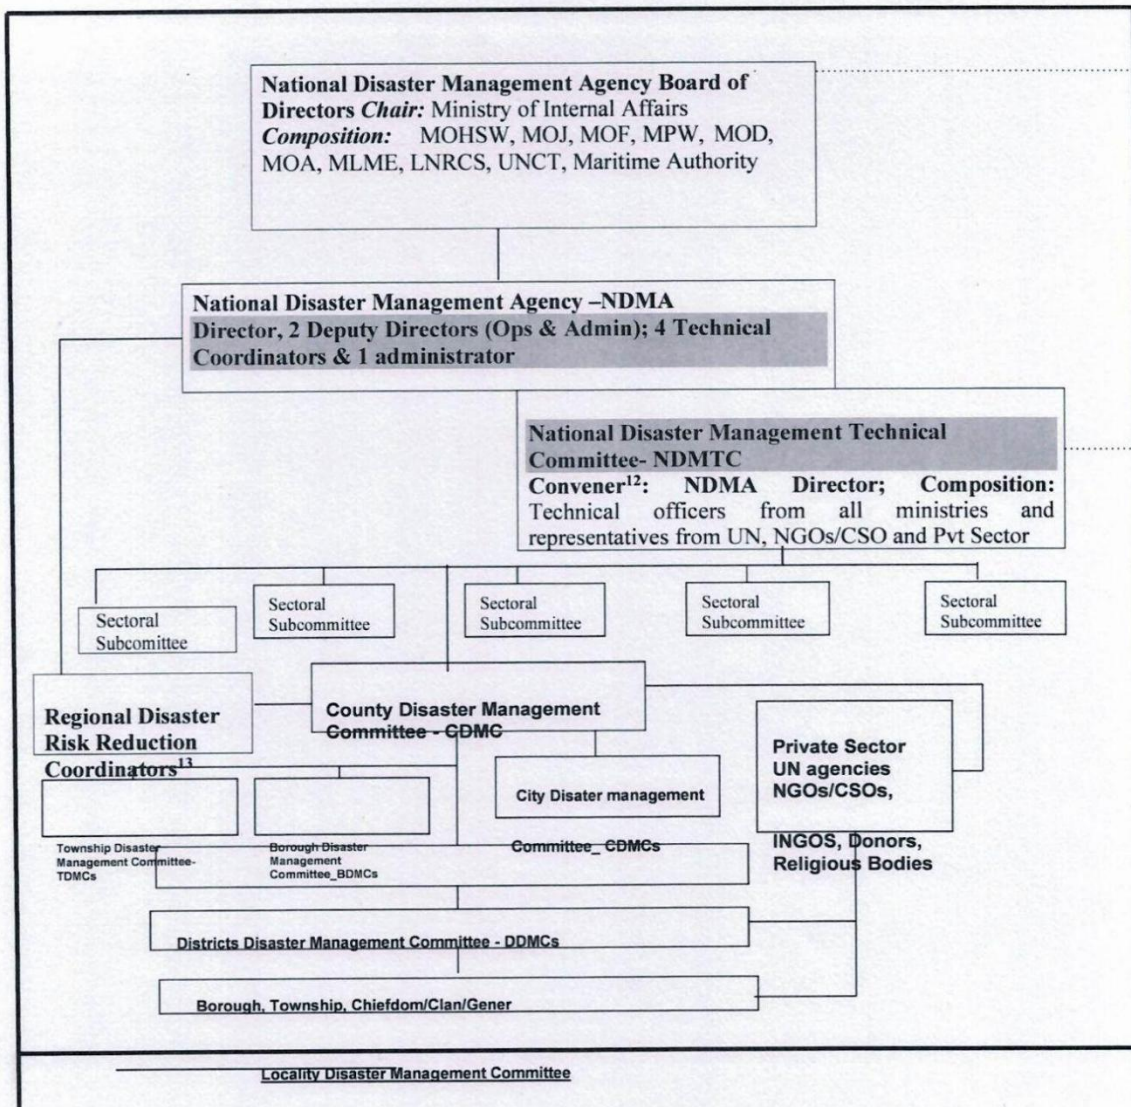 National Disaster Management Agency Board of
Directors Chair: Ministry of Internal Affairs
Composition: MOHSW, MOJ, MOF, MPW, MOD,
MOA, MLME, LNRCS, UNCT, Maritime Authority
National Disaster Management Agency –NDMA
Director, 2 Deputy Directors (Ops & Admin); 4 Technical
Coordinators & 1 administrator
National Disaster Management Technical
Committee- NDMTC
Convener¹²: NDMA Director; Composition:
Technical officers from all ministries and
representatives from UN, NGOs/CSO and Pvt Sector
Sectoral
Subcomittee
Sectoral
Subcommittee
Sectoral
Subcommittee
Sectoral
Subcommittee
Sectoral
Subcommittee
Regional Disaster
Risk Reduction
Coordinators¹³
County Disaster Management
Committee - CDMC
Private Sector
UN agencies
NGOs/CSOs,
INGOS, Donors,
Religious Bodies
City Disater management
Committee_ CDMCs
Township Disaster
Management Committee-
TDMCs
Borough Disaster
Management
Committee_BDMCs
Districts Disaster Management Committee - DDMCs
Borough, Township, Chiefdom/Clan/Gener
Locality Disaster Management Committee